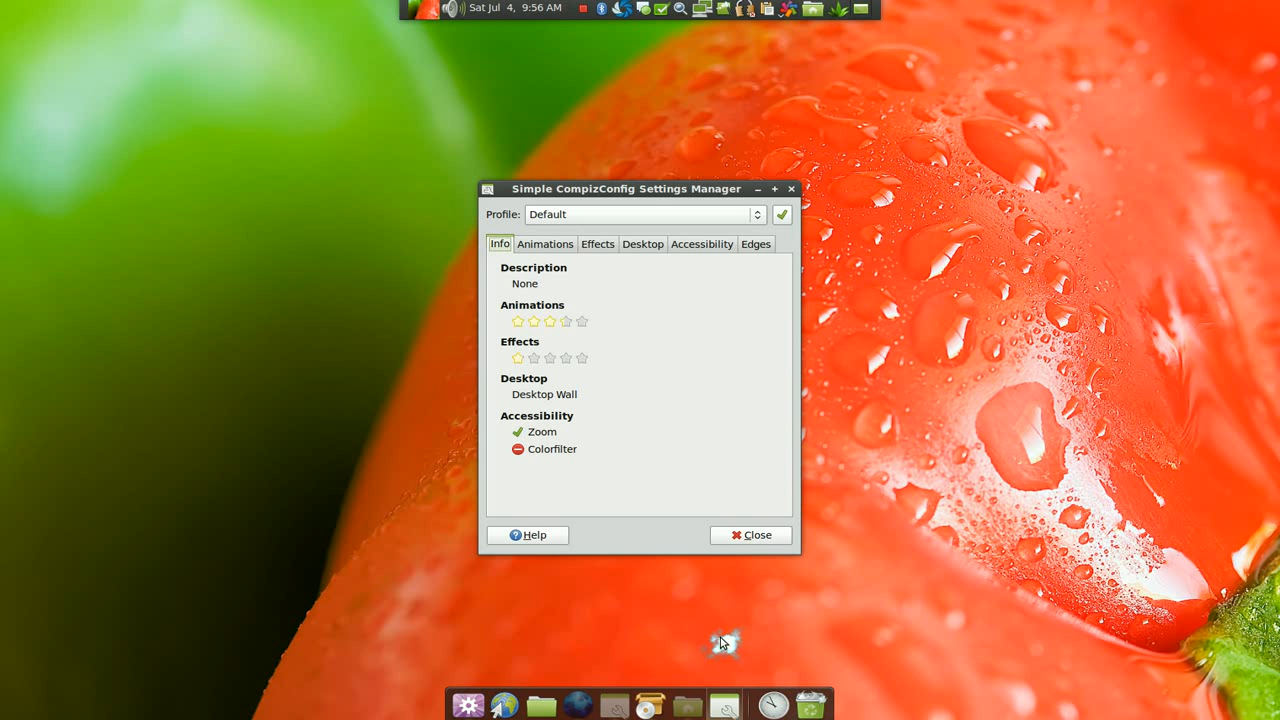 Sat Jul 4, 9:56 AM
Simple CompizConfig Settings Manager
Profile: Default
Info Animations Effects Desktop Accessibility Edges
Description
None
Animations
Effects
Desktop
Desktop Wall
Accessibility
Zoom
Colorfilter
Help Close